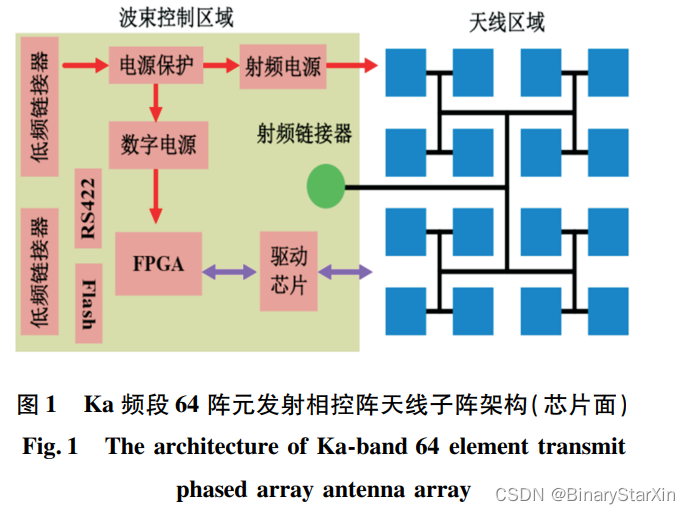 波束控制区域
天线区域
低频链接器
电源保护
射频电源
数字电源
射频链接器
RS422
低频链接器
FPGA
驱动
芯片
Flash
图 1 Ka 频段 64 阵元发射相控阵天线子阵架构(芯片面)
Fig. 1 The architecture of Ka-band 64 element transmit
phased array antenna array
CSDN @BinaryStarXin